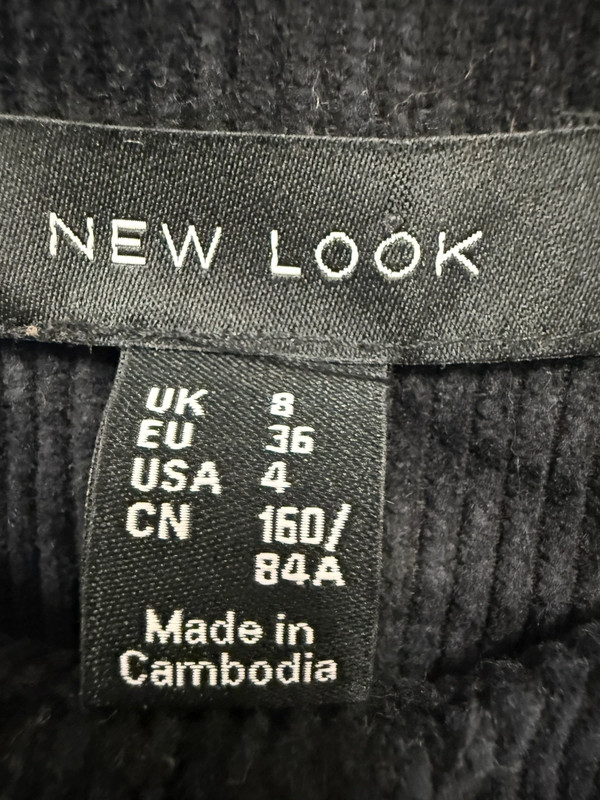 NEW LOOK
UK 8
EU 36
USA 4
CN 160/
84A
Made in
Cambodia